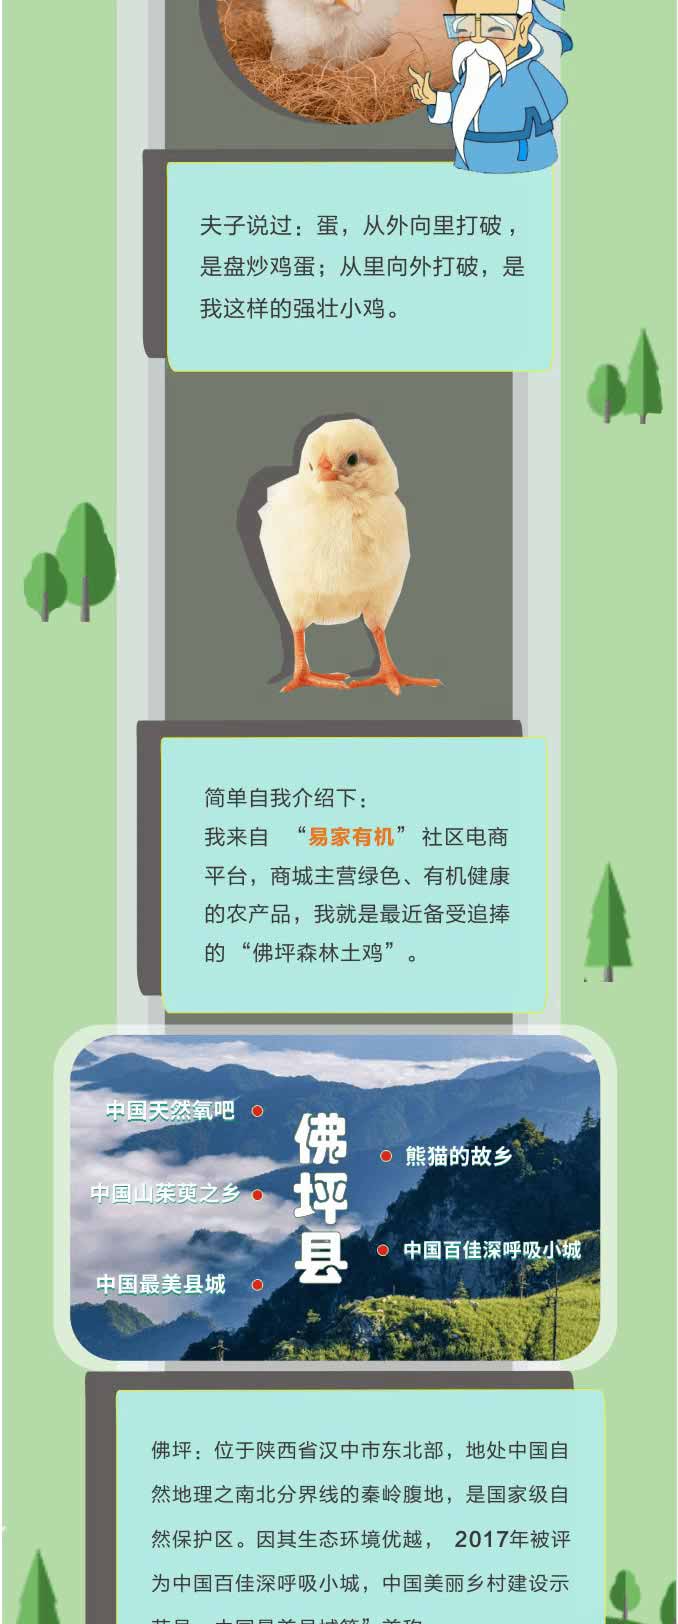 夫子说过：蛋，从外向里打破，
是盘炒鸡蛋；从里向外打破，是
我这样的强壮小鸡。
简单自我介绍下：
我来自 “易家有机” 社区电商
平台，商城主营绿色、有机健康
的农产品，我就是最近备受追捧
的“佛坪森林土鸡”。
中国天然氧吧
中国山茱萸之乡
中国最美县城
佛坪县
熊猫的故乡
中国百佳深呼吸小城
佛坪：位于陕西省汉中市东北部，地处中国自
然地理之南北分界线的秦岭腹地，是国家级自
然保护区。因其生态环境优越， 2017年被评
为中国百佳深呼吸小城，中国美丽乡村建设示